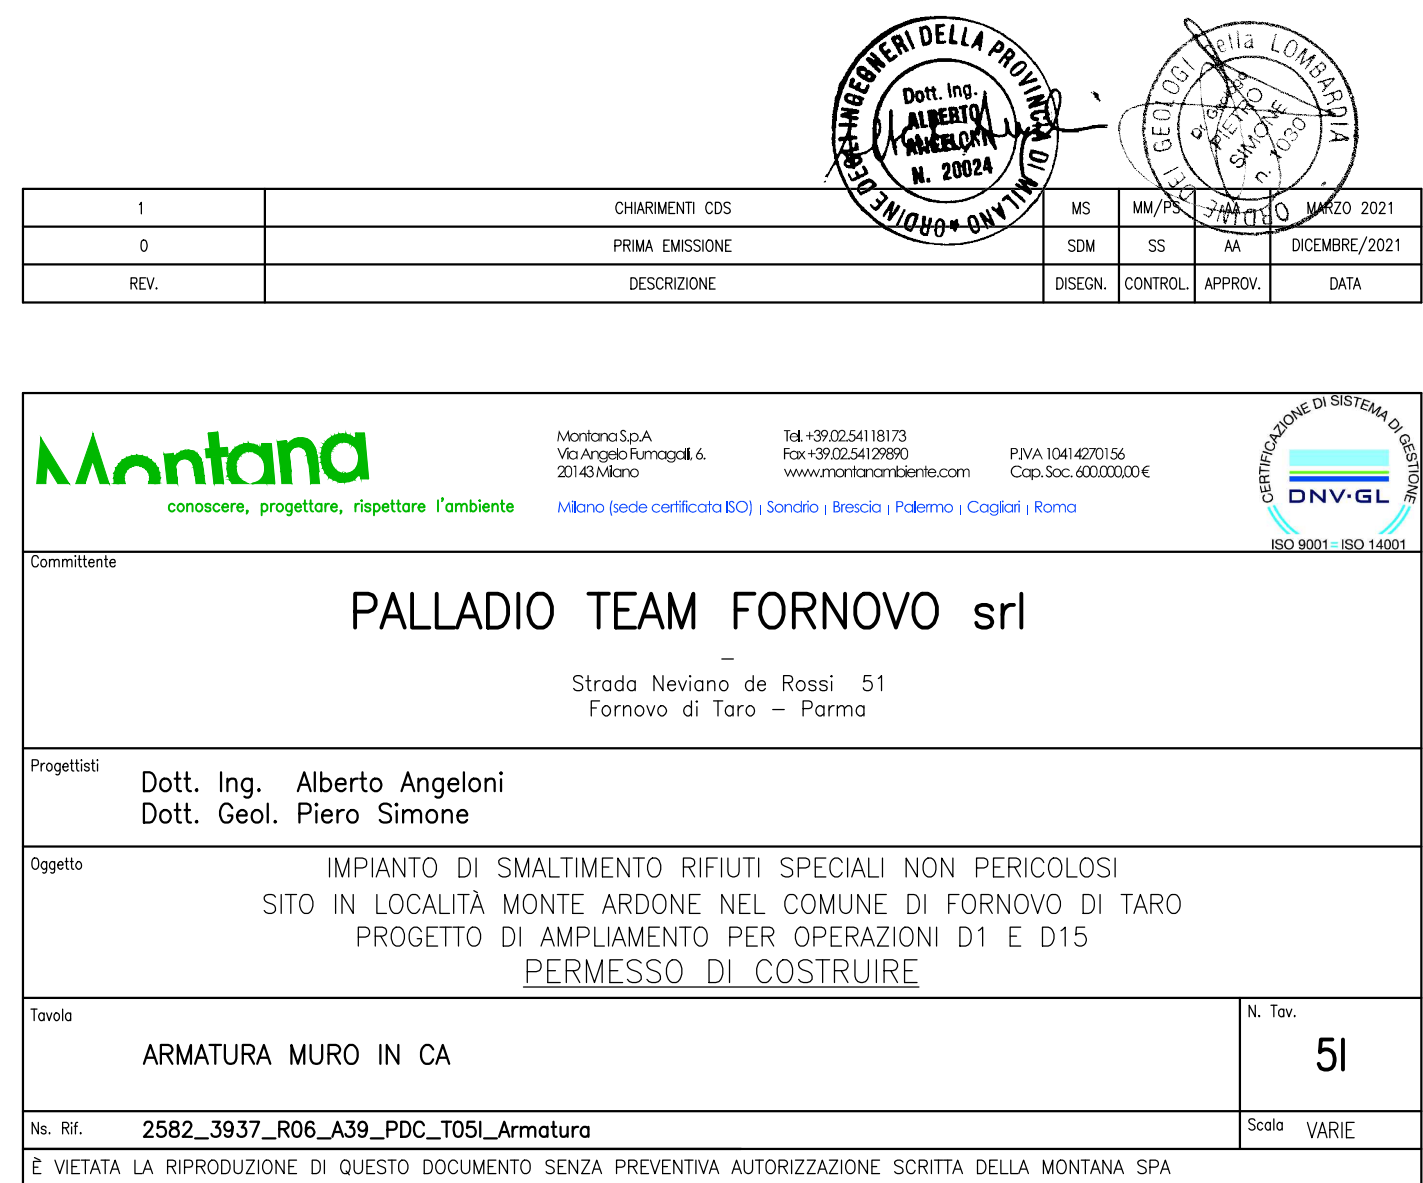 ORDINE DEGLI INGEGNERI DELLA PROVINCIA DI MILANO
Dott. Ing.
ALBERTO
ANGELONI
N. 20024
ORDINE DEI GEOLOGI della LOMBARDIA
PIETRO
SIMONE
n. 1030
1 CHIARIMENTI CDS MS MM/PS AA MARZO 2021
0 PRIMA EMISSIONE SDM SS AA DICEMBRE/2021
REV. DESCRIZIONE DISEGN. CONTROL. APPROV. DATA
Montana
conoscere, progettare, rispettare l'ambiente
Montana S.p.A
Via Angelo Fumagalli, 6.
20143 Milano
Tel. +39.02.54118173
Fax +39.02.54129890
www.montanambiente.com
P.IVA 10414270156
Cap. Soc. 600.000,00 €
Milano (sede certificata ISO) | Sondrio | Brescia | Palermo | Cagliari | Roma
CERTIFICAZIONE DI SISTEMA DI GESTIONE
DNV·GL
ISO 9001=ISO 14001
Committente
PALLADIO TEAM FORNOVO srl
–
Strada Neviano de Rossi 51
Fornovo di Taro – Parma
Progettisti
Dott. Ing. Alberto Angeloni
Dott. Geol. Piero Simone
Oggetto
IMPIANTO DI SMALTIMENTO RIFIUTI SPECIALI NON PERICOLOSI
SITO IN LOCALITÀ MONTE ARDONE NEL COMUNE DI FORNOVO DI TARO
PROGETTO DI AMPLIAMENTO PER OPERAZIONI D1 E D15
PERMESSO DI COSTRUIRE
Tavola
ARMATURA MURO IN CA
N. Tav.
5I
Ns. Rif. 2582_3937_R06_A39_PDC_T05I_Armatura
Scala VARIE
È VIETATA LA RIPRODUZIONE DI QUESTO DOCUMENTO SENZA PREVENTIVA AUTORIZZAZIONE SCRITTA DELLA MONTANA SPA